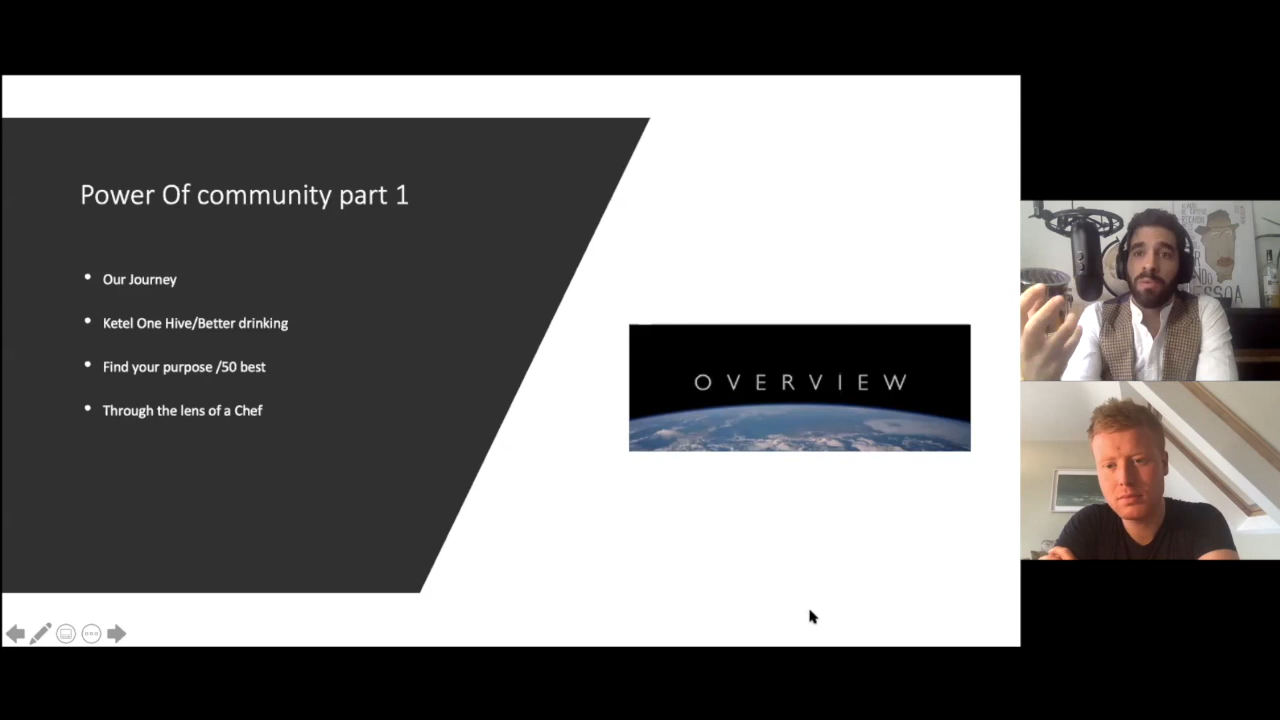 Power Of community part 1
Our Journey
Ketel One Hive/Better drinking
Find your purpose /50 best
Through the lens of a Chef
OVERVIEW